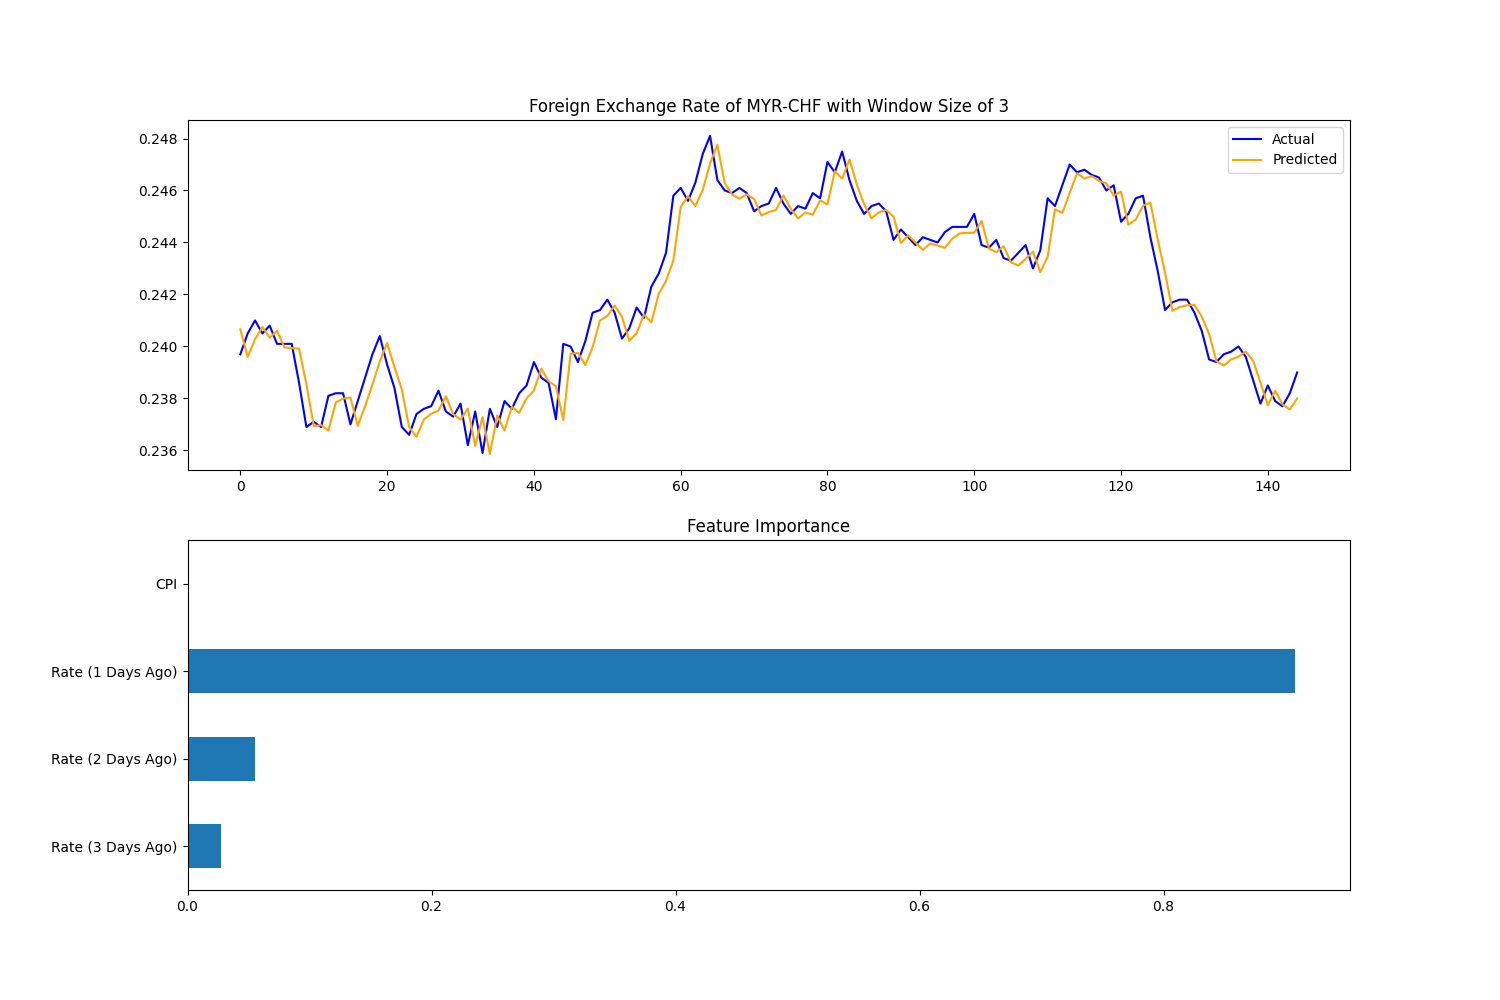 Foreign Exchange Rate of MYR-CHF with Window Size of 3
Actual
Predicted
0.248
0.246
0.244
0.242
0.240
0.238
0.236
0 20 40 60 80 100 120 140
Feature Importance
CPI
Rate (1 Days Ago)
Rate (2 Days Ago)
Rate (3 Days Ago)
0.0 0.2 0.4 0.6 0.8